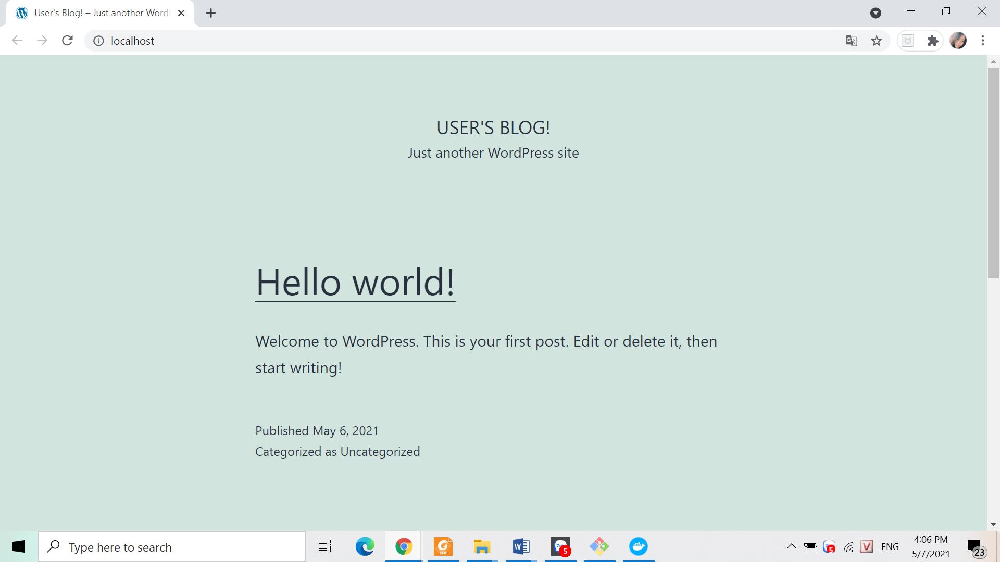 User's Blog! – Just another Word
localhost
USER'S BLOG!
Just another WordPress site
Hello world!
Welcome to WordPress. This is your first post. Edit or delete it, then
start writing!
Published May 6, 2021
Categorized as Uncategorized
Type here to search
PDF
5
5
ENG
4:06 PM
5/7/2021
23